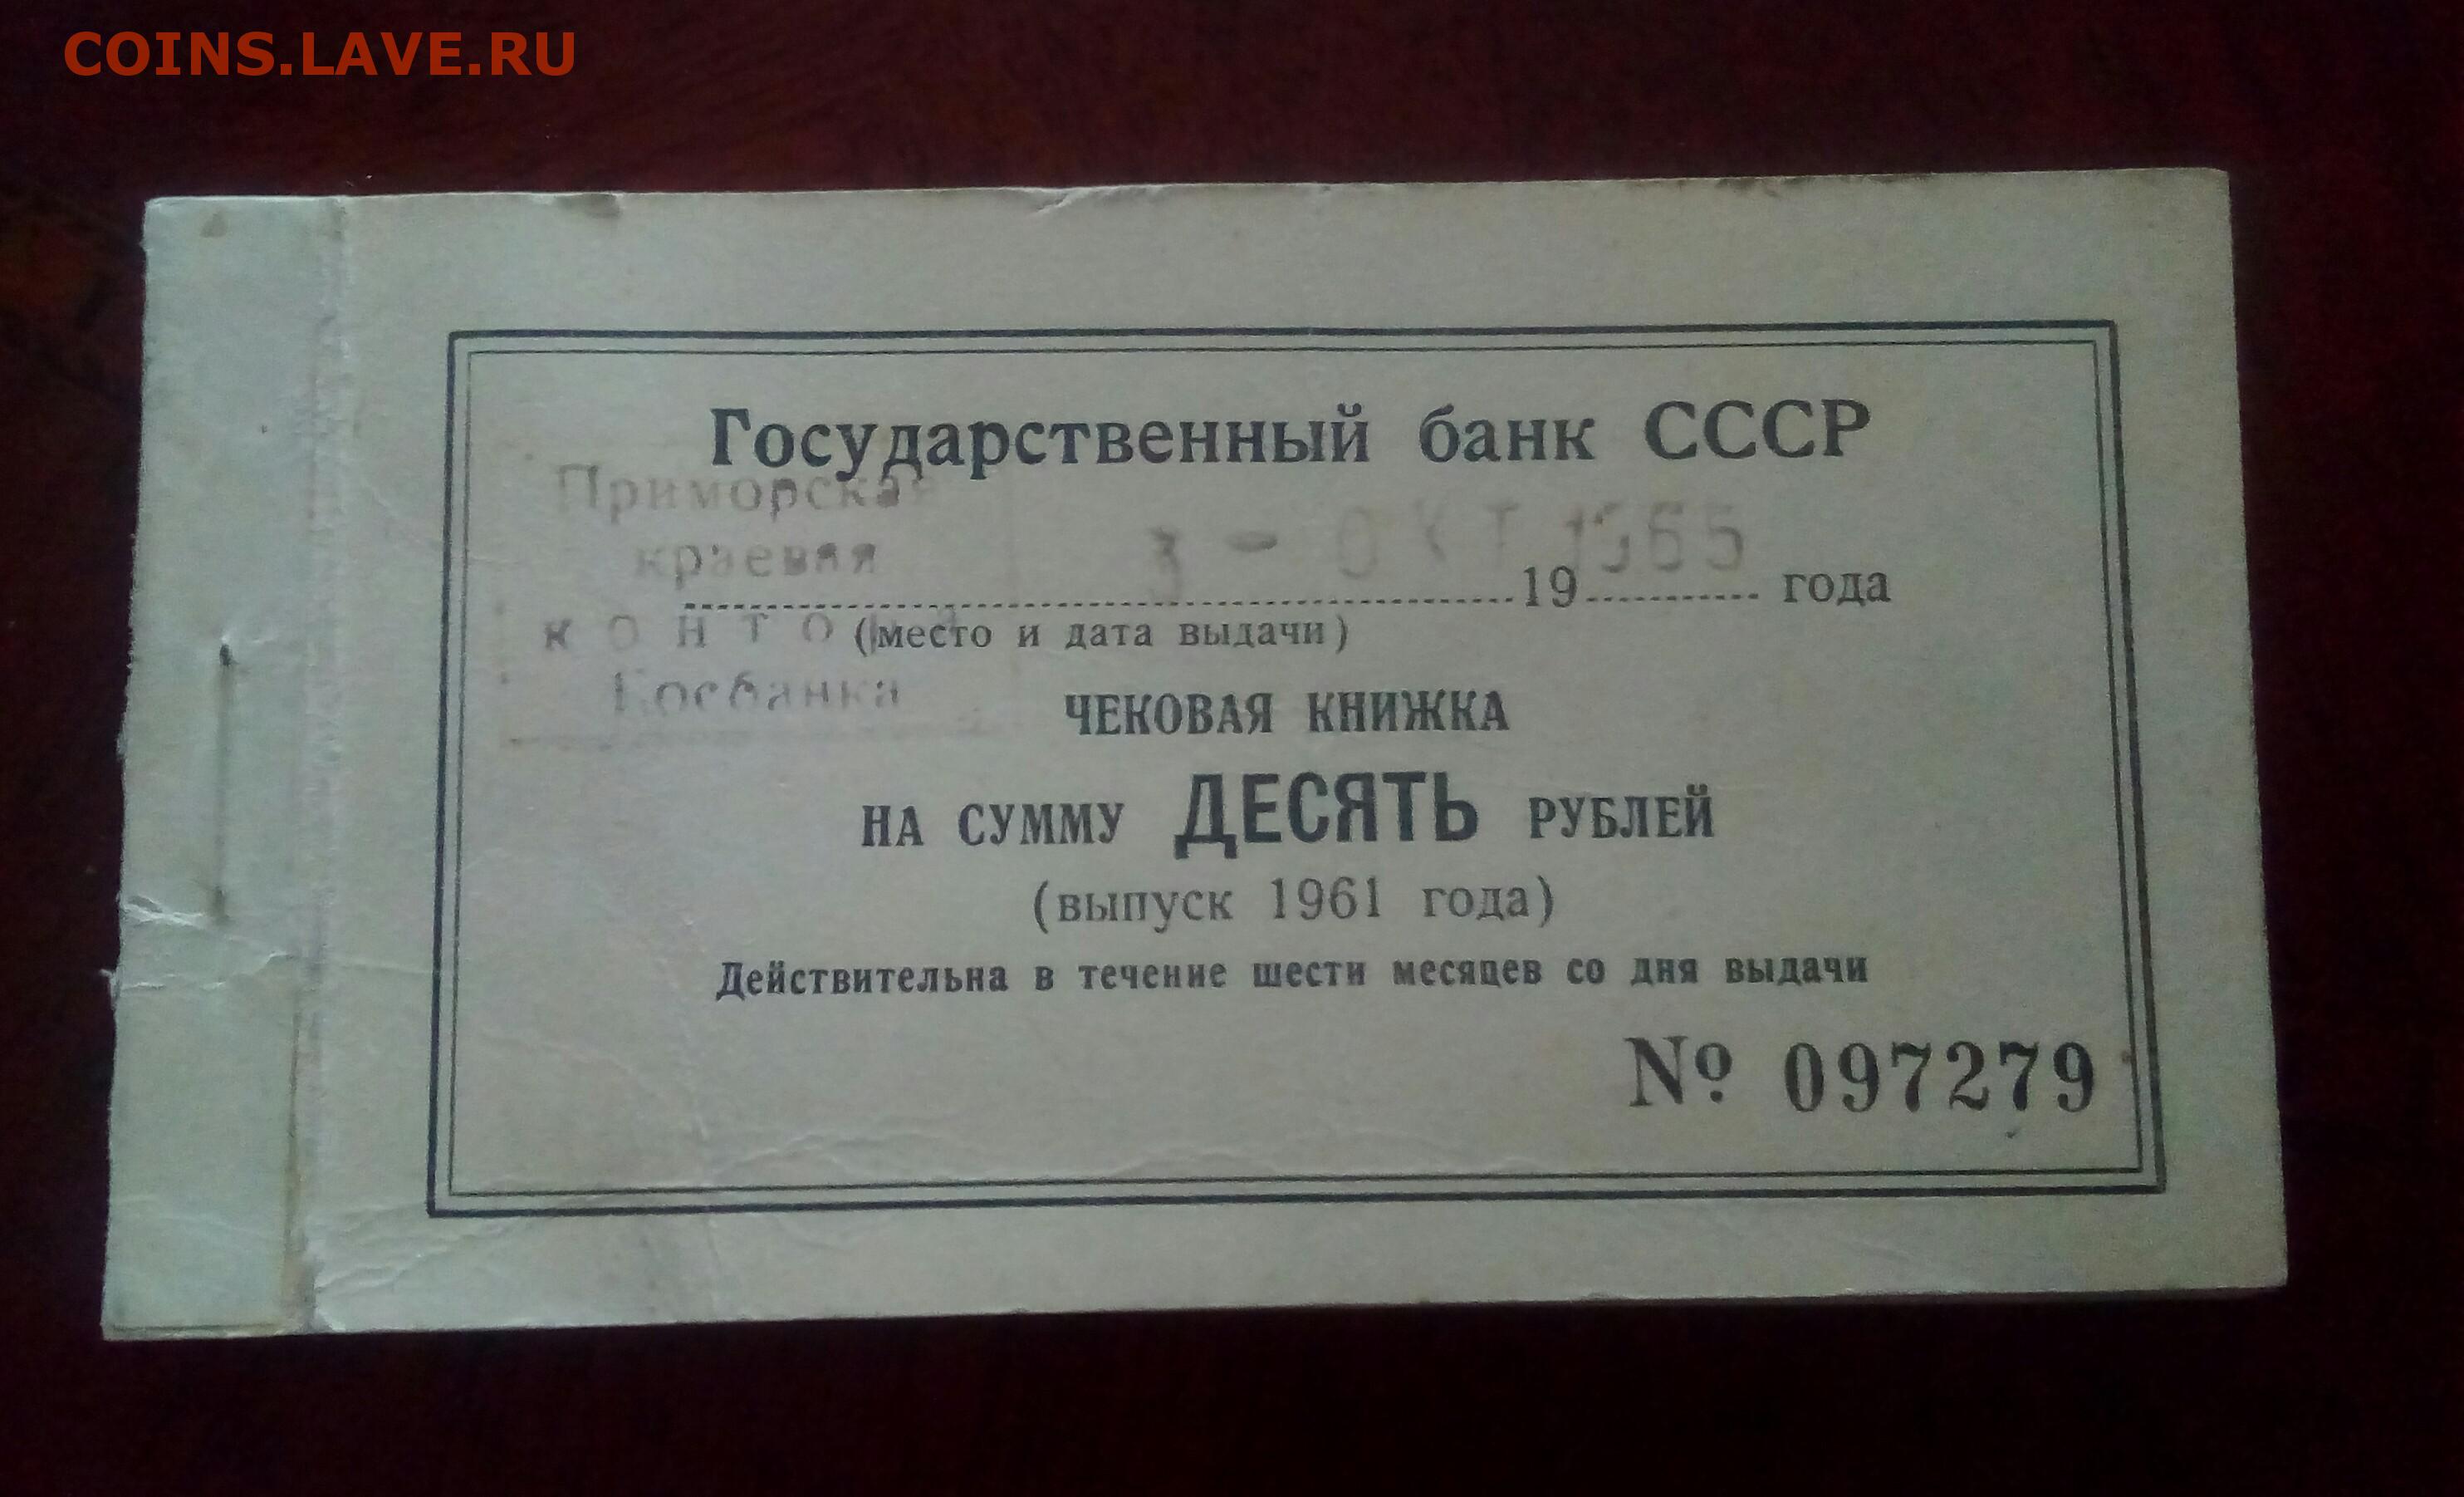 COINS.LAVE.RU
Государственный банк СССР
Приморская
краевая
3 - ОКТ 1965
19 года
(место и дата выдачи)
Госбанка
ЧЕКОВАЯ КНИЖКА
НА СУММУ ДЕСЯТЬ РУБЛЕЙ
(выпуск 1961 года)
Действительна в течение шести месяцев со дня выдачи
№ 097279